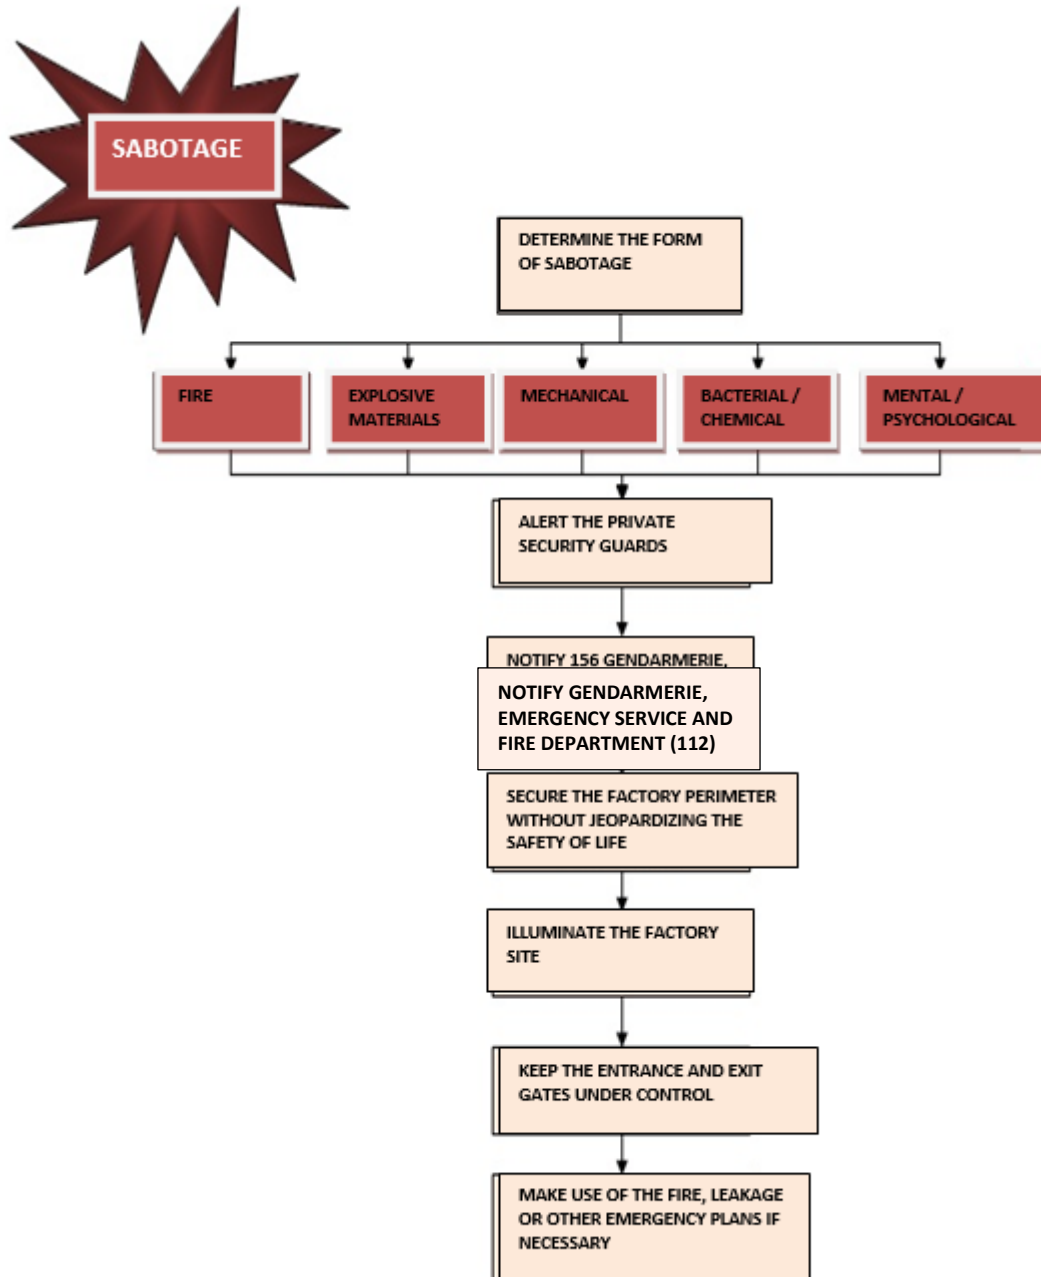 SABOTAGE
DETERMINE THE FORM
OF SABOTAGE
FIRE
EXPLOSIVE
MATERIALS
MECHANICAL
BACTERIAL /
CHEMICAL
MENTAL /
PSYCHOLOGICAL
ALERT THE PRIVATE
SECURITY GUARDS
NOTIFY 156 GENDARMERIE,
NOTIFY GENDARMERIE,
EMERGENCY SERVICE AND
FIRE DEPARTMENT (112)
SECURE THE FACTORY PERIMETER
WITHOUT JEOPARDIZING THE
SAFETY OF LIFE
ILLUMINATE THE FACTORY
SITE
KEEP THE ENTRANCE AND EXIT
GATES UNDER CONTROL
MAKE USE OF THE FIRE, LEAKAGE
OR OTHER EMERGENCY PLANS IF
NECESSARY